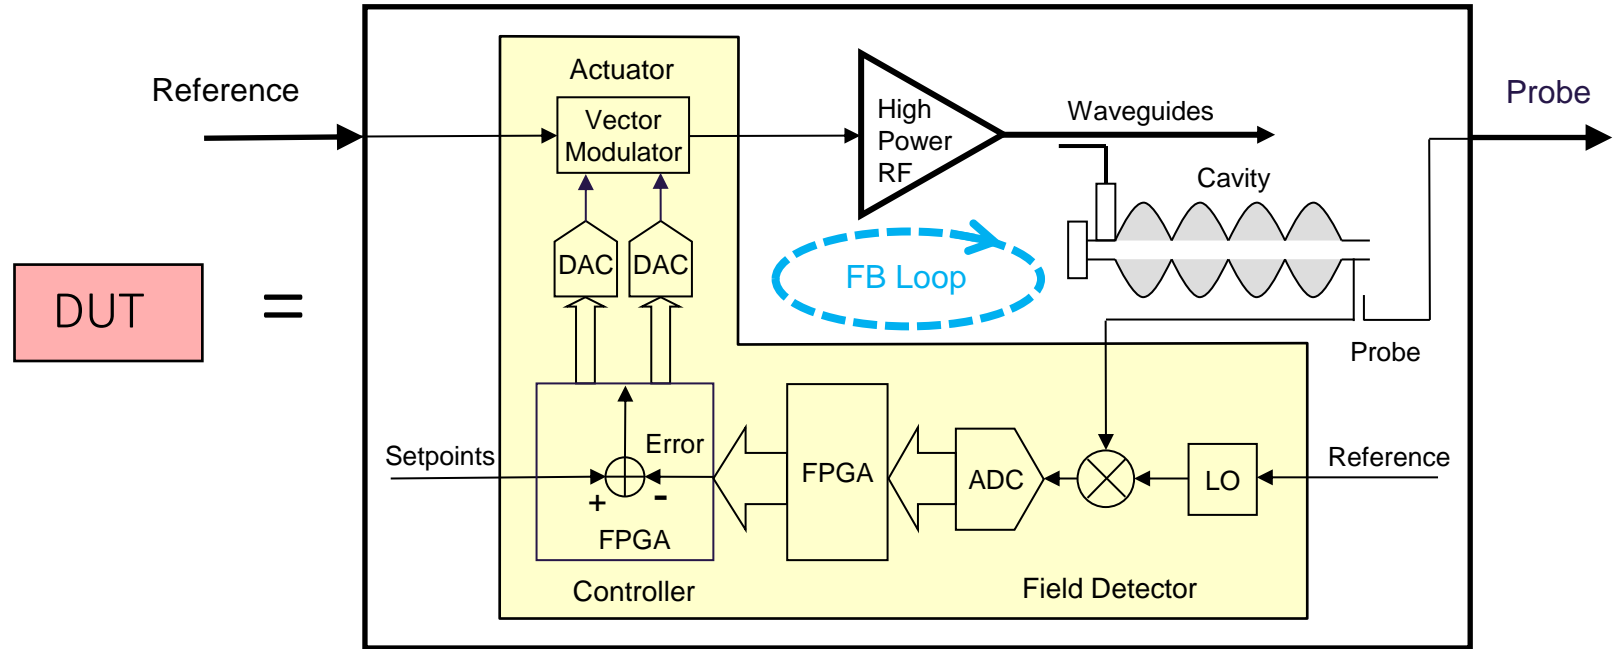 Reference
DUT
=
Actuator
Vector
Modulator
DAC
DAC
High
Power
RF
Waveguides
Cavity
Probe
FB Loop
Probe
Setpoints
Error
+
-
FPGA
Controller
FPGA
ADC
LO
Reference
Field Detector